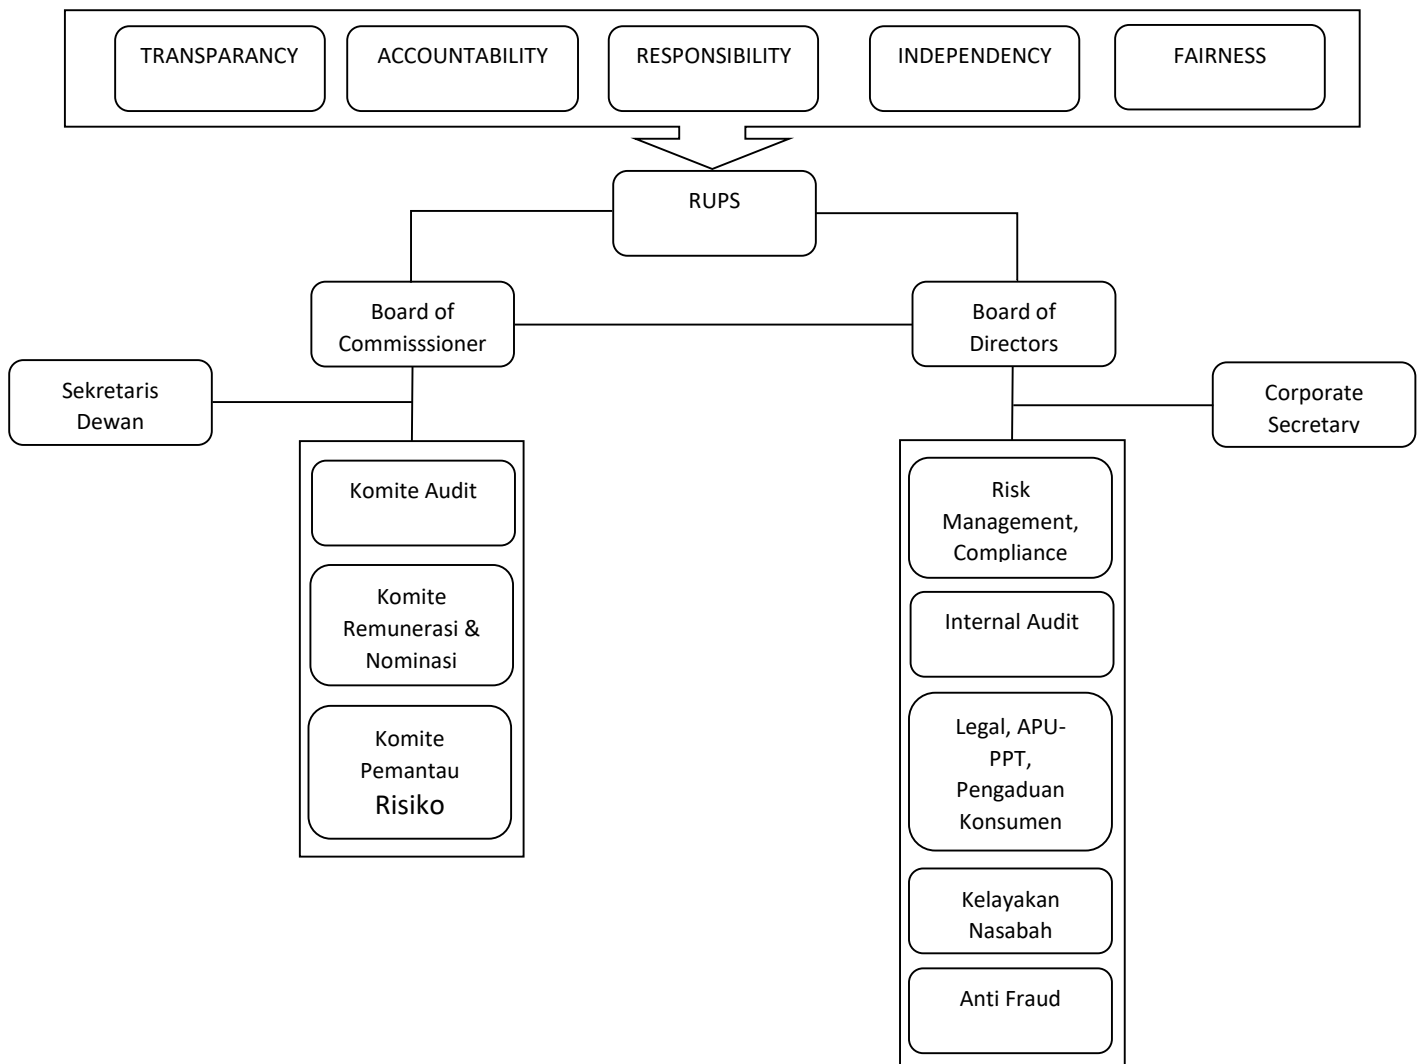 TRANSPARANCY
ACCOUNTABILITY
RESPONSIBILITY
INDEPENDENCY
FAIRNESS
RUPS
Board of
Commisssioner
Board of
Directors
Sekretaris
Dewan
Corporate
Secretary
Komite Audit
Komite
Remunerasi &
Nominasi
Komite
Pemantau
Risiko
Risk
Management,
Compliance
Internal Audit
Legal, APU-
PPT,
Pengaduan
Konsumen
Kelayakan
Nasabah
Anti Fraud